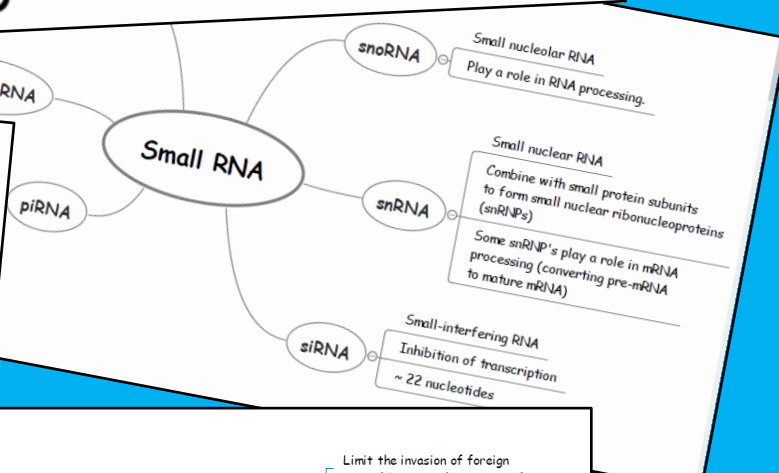 snoRNA
Small nucleolar RNA
Play a role in RNA processing.
RNA
Small RNA
piRNA
snRNA
Small nuclear RNA
Combine with small protein subunits
to form small nuclear ribonucleoproteins
(snRNPs)
Some snRNP's play a role in mRNA
processing (converting pre-mRNA
to mature mRNA)
siRNA
Small-interfering RNA
Inhibition of transcription
~ 22 nucleotides
Limit the invasion of foreign